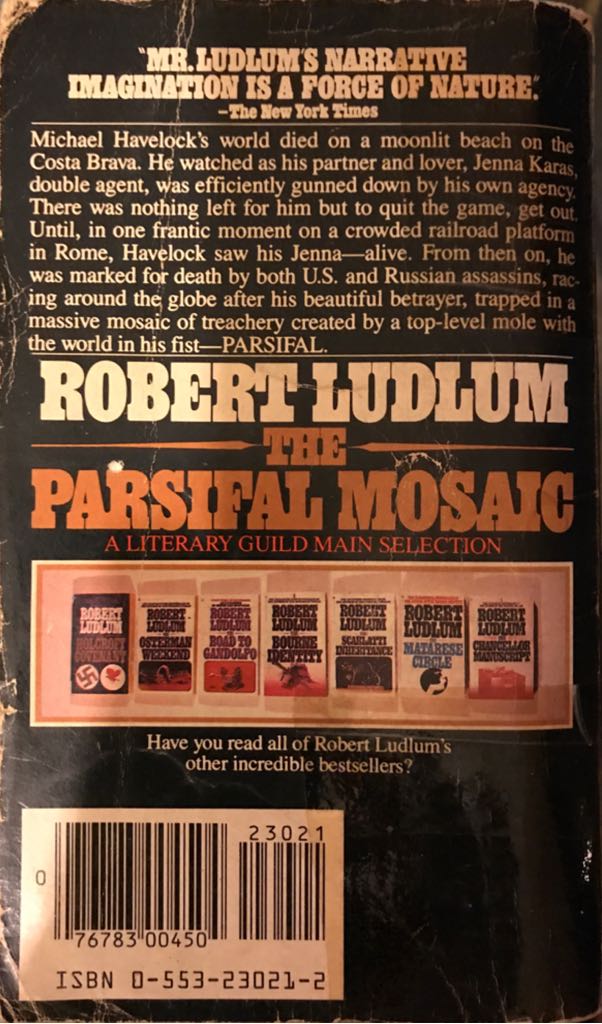 "MR. LUDLUM'S NARRATIVE
IMAGINATION IS A FORCE OF NATURE."
—The New York Times
Michael Havelock's world died on a moonlit beach on the
Costa Brava. He watched as his partner and lover, Jenna Karas,
double agent, was efficiently gunned down by his own agency.
There was nothing left for him but to quit the game, get out.
Until, in one frantic moment on a crowded railroad platform
in Rome, Havelock saw his Jenna—alive. From then on, he
was marked for death by both U.S. and Russian assassins, rac-
ing around the globe after his beautiful betrayer, trapped in a
massive mosaic of treachery created by a top-level mole with
the world in his fist—PARSIFAL.
ROBERT LUDLUM
THE
PARSIFAL MOSAIC
A LITERARY GUILD MAIN SELECTION
ROBERT
LUDLUM
HOLCROFT
COVENANT
ROBERT
LUDLUM
OSTERMAN
WEEKEND
ROBERT
LUDLUM
ROAD TO
GANDOLFO
ROBERT
LUDLUM
BOURNE
IDENTITY
ROBERT
LUDLUM
SCARLATTI
INHERITANCE
ROBERT
LUDLUM
MATARESE
CIRCLE
ROBERT
LUDLUM
CHANCELLOR
MANUSCRIPT
Have you read all of Robert Ludlum's
other incredible bestsellers?
23021
0
76783 00450
ISBN 0-553-23021-2